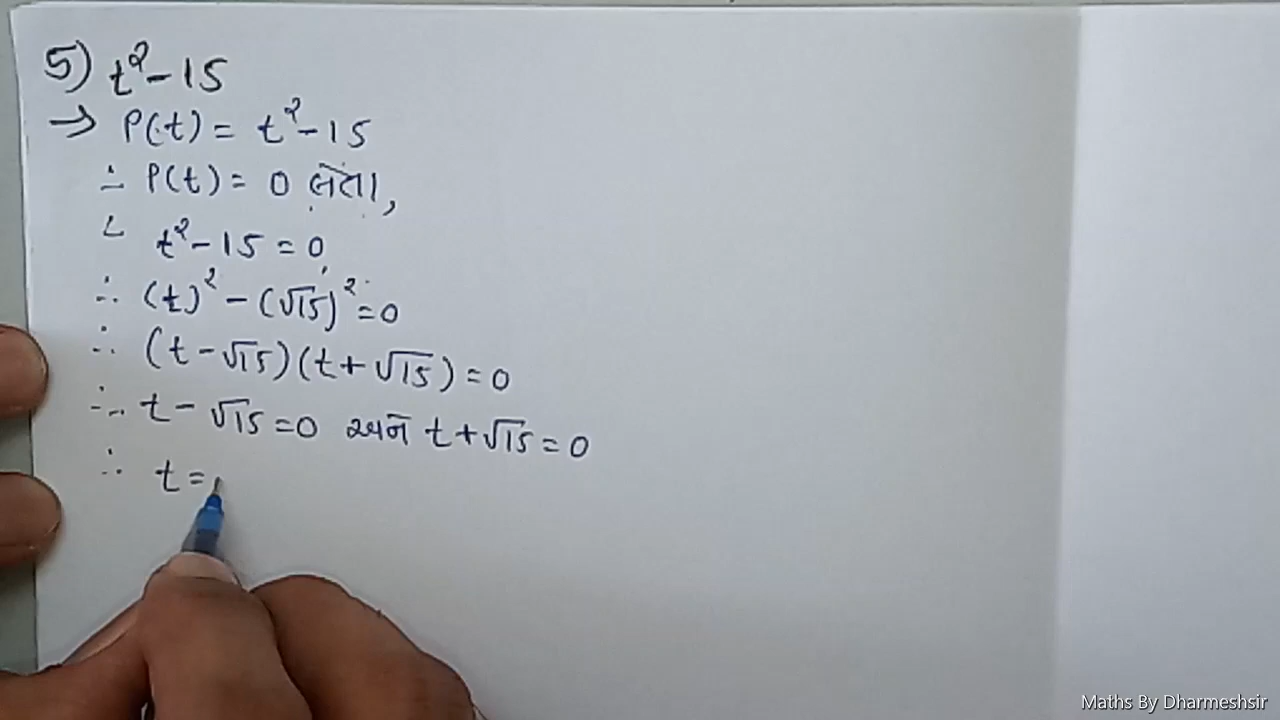 5) t²-15
→ P(t) = t²-15
∴ P(t) = 0 લેતા,
∴ t²-15 = 0
∴ (t)² - (√15)² = 0
∴ (t-√15)(t+√15) = 0
∴ t - √15 = 0 અને t+√15 = 0
∴ t =
Maths By Dharmeshsir